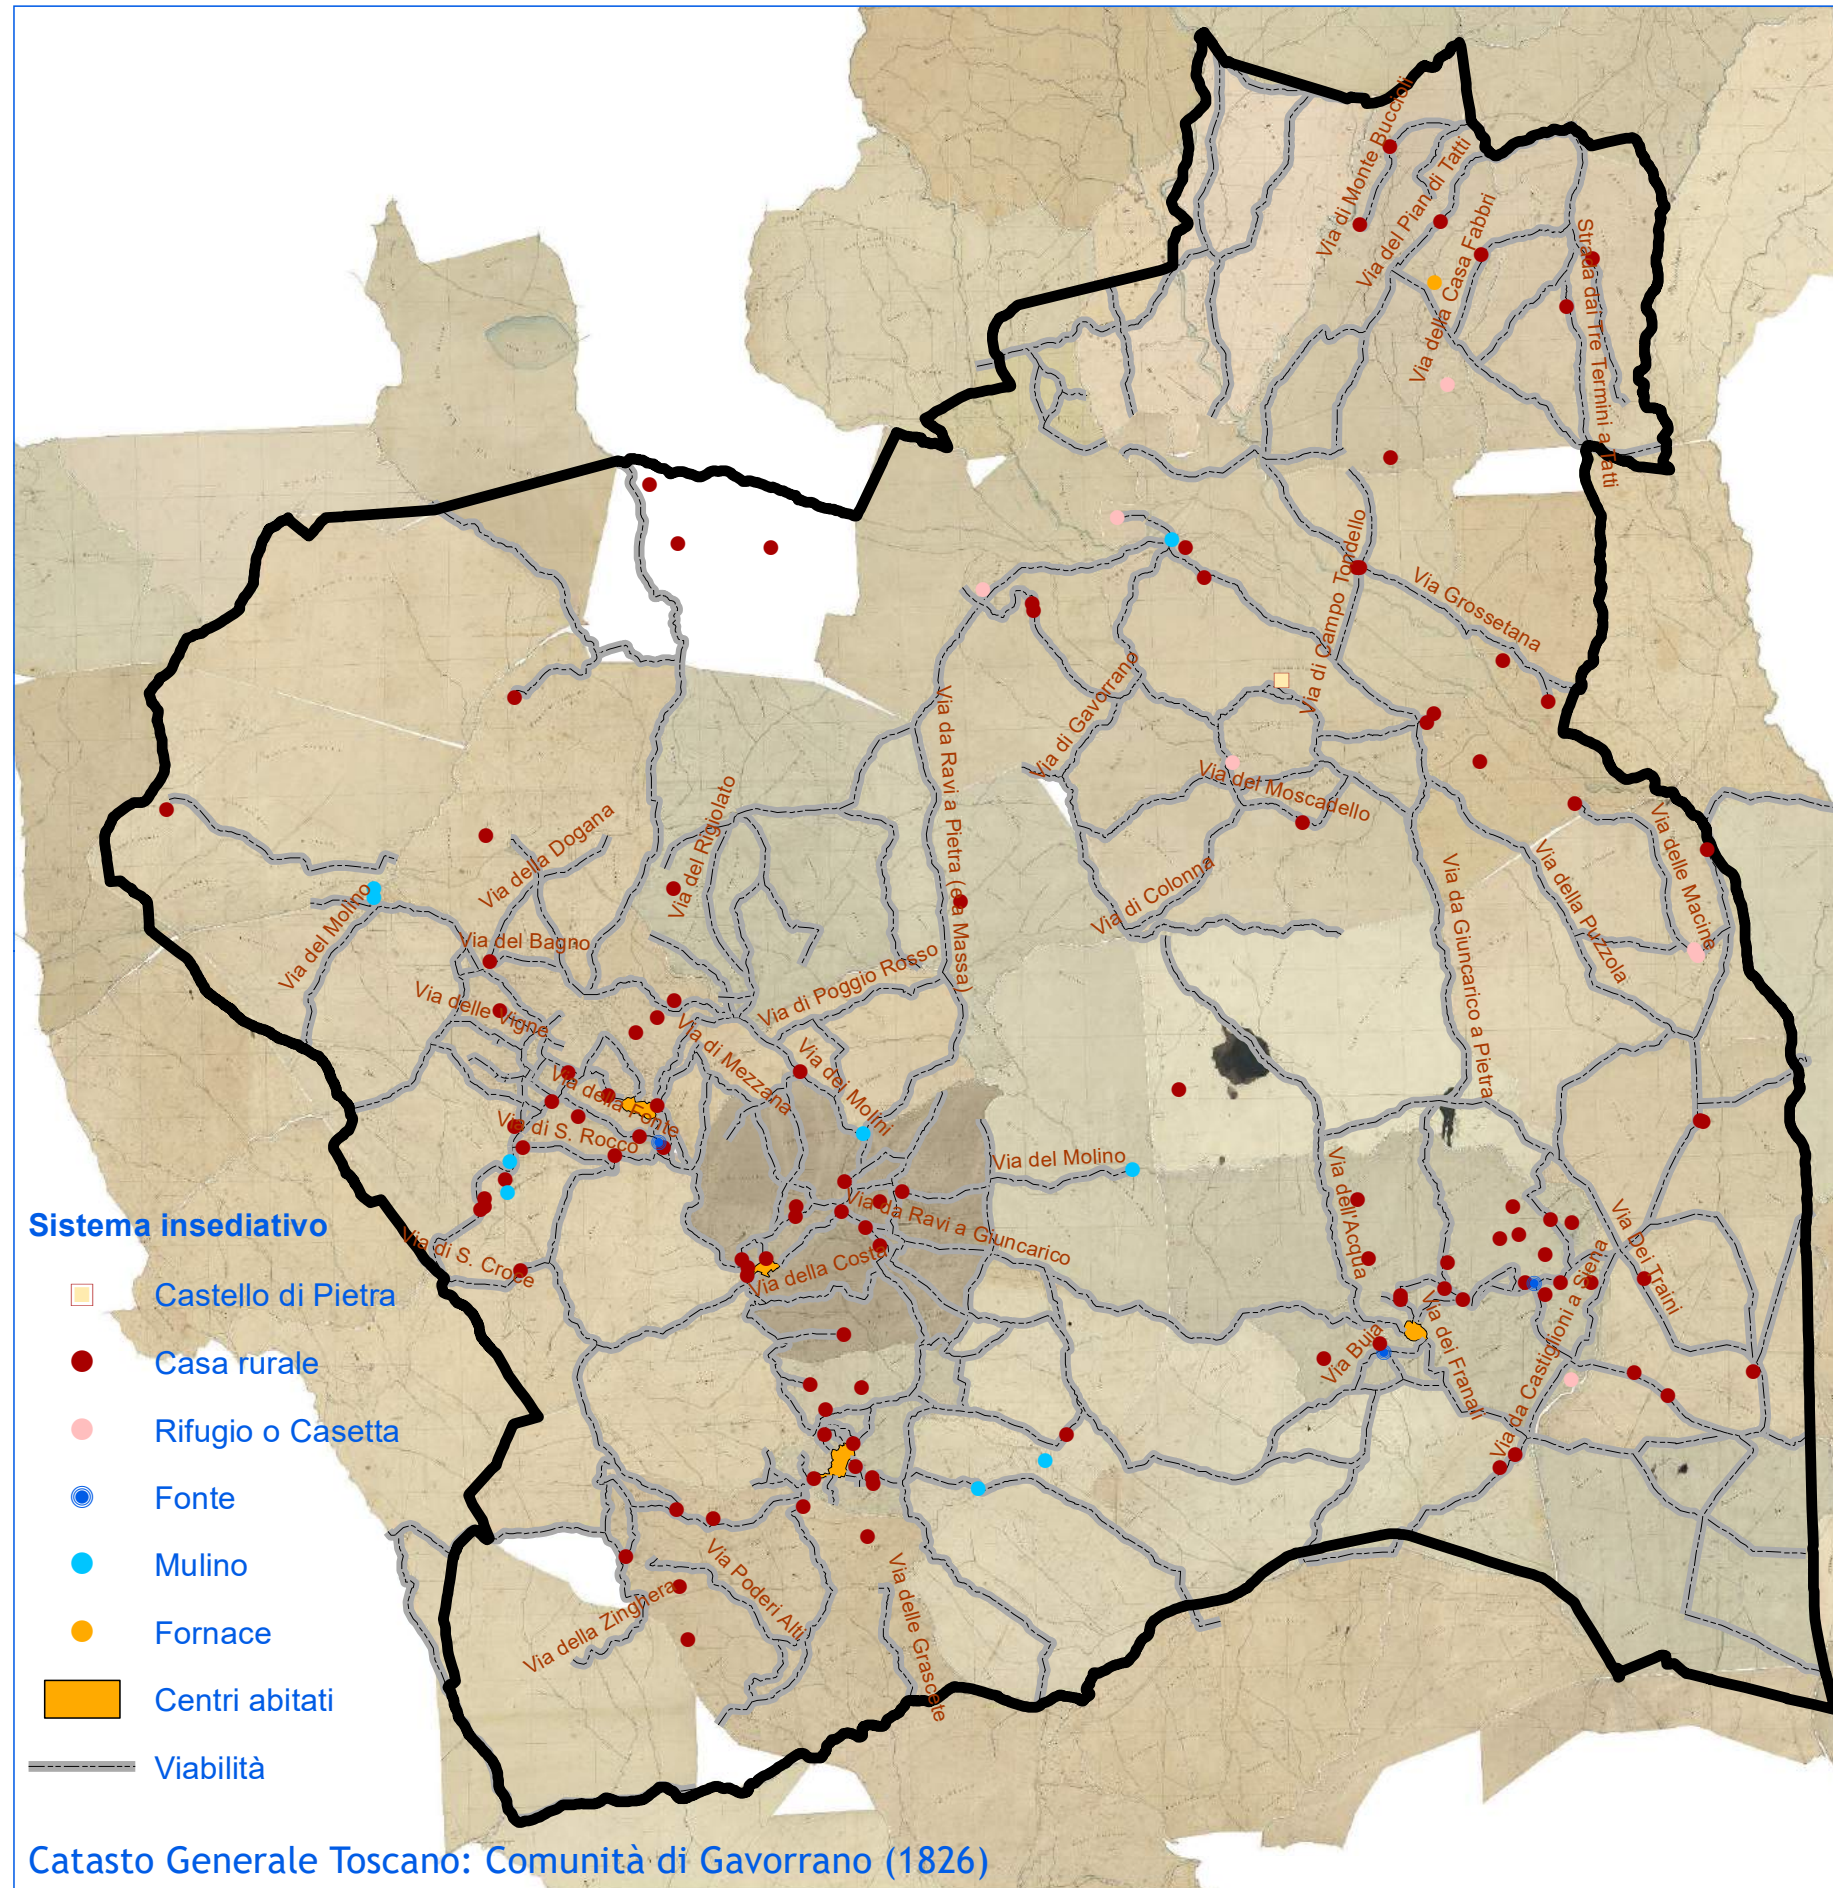 Via di Monte Buccioli
Via del Pian di Tatti
Via della Casa Fabbri
Strada dai Tre Termini a Tatti
Via di Campo Tondello
Via Grossetana
Via di Gavorrano
Via da Ravi a Pietra (e a Massa)
Via del Moscadello
Via di Colonna
Via da Giuncarico a Pietra
Via della Puzzola
Via delle Macine
Via del Rigiolato
Via della Dogana
Via del Molino
Via del Bagno
Via delle Vigne
Via di Poggio Rosso
Via di Mezzana
Via dei Molini
Via della Fonte
Via di S. Rocco
Via del Molino
Via da Ravi a Giuncarico
Via della Costa
Via di S. Croce
Via dell'Acqua
Via Dei Traini
Via Buia
Via dei Franari
Via da Castiglioni a Siena
Via della Zinghera
Via Poderi Alti
Via delle Grascete
Sistema insediativo
Castello di Pietra
Casa rurale
Rifugio o Casetta
Fonte
Mulino
Fornace
Centri abitati
Viabilità
Catasto Generale Toscano: Comunità di Gavorrano (1826)